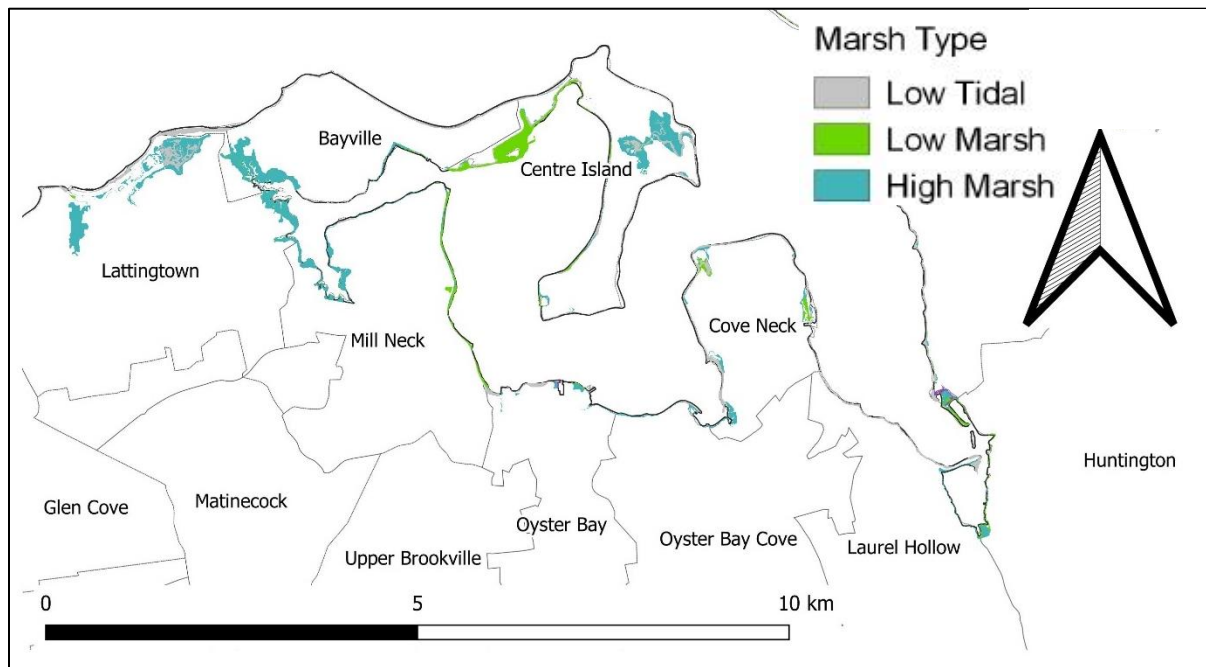 Marsh Type
Low Tidal
Low Marsh
High Marsh
Bayville
Centre Island
Lattingtown
Mill Neck
Cove Neck
Huntington
Glen Cove
Matinecock
Upper Brookville
Oyster Bay
Oyster Bay Cove
Laurel Hollow
0 5 10 km